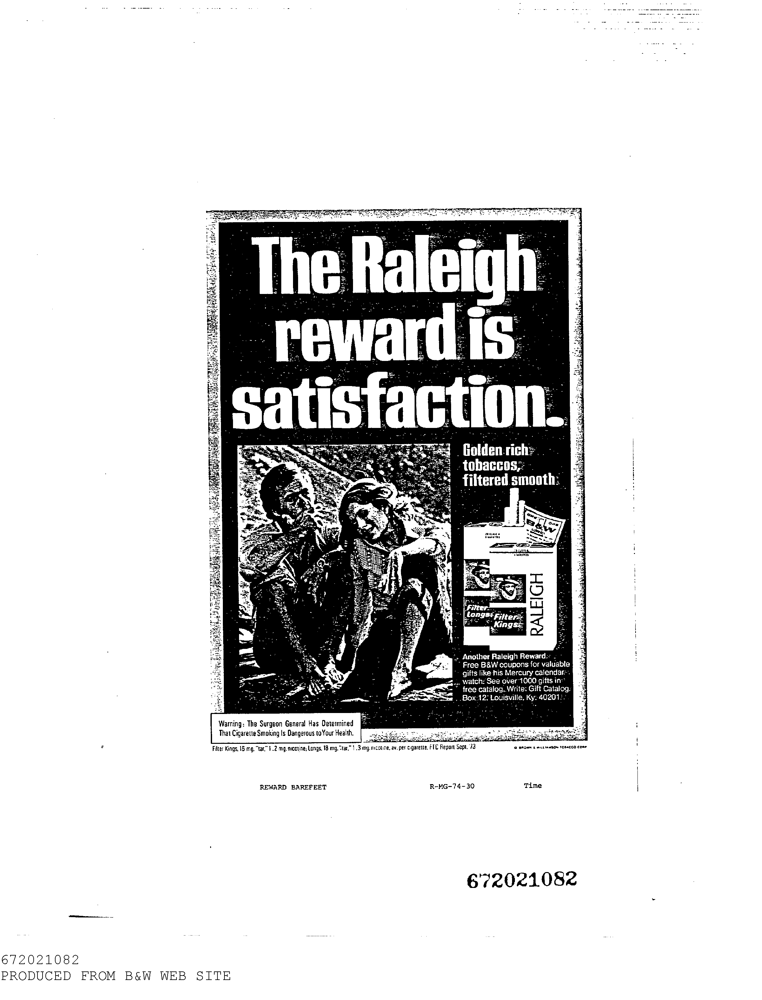 The Raleigh
reward is
satisfaction.
Golden rich
tobaccos,
filtered smooth.
B&W
Filter
Longs
Filter
Kings
RALEIGH
Another Raleigh Reward.
Free B&W coupons for valuable
gifts like his Mercury calendar
watch. See over 1000 gifts in
free catalog. Write: Gift Catalog,
Box 12, Louisville, Ky. 40201.
Warning: The Surgeon General Has Determined
That Cigarette Smoking Is Dangerous to Your Health.
Filter Kings, 16 mg. "tar," 1.2 mg. nicotine; Longs, 18 mg. "tar," 1.3 mg. nicotine, av. per cigarette, FTC Report Sept. '73
© BROWN & WILLIAMSON TOBACCO CORP.
REWARD BAREFEET R-MG-74-30 Time
672021082
672021082
PRODUCED FROM B&W WEB SITE